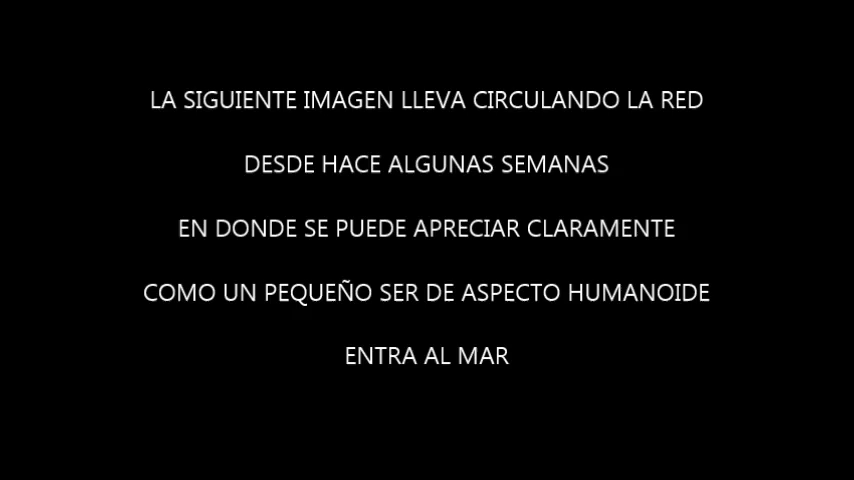 LA SIGUIENTE IMAGEN LLEVA CIRCULANDO LA RED
DESDE HACE ALGUNAS SEMANAS
EN DONDE SE PUEDE APRECIAR CLARAMENTE
COMO UN PEQUEÑO SER DE ASPECTO HUMANOIDE
ENTRA AL MAR